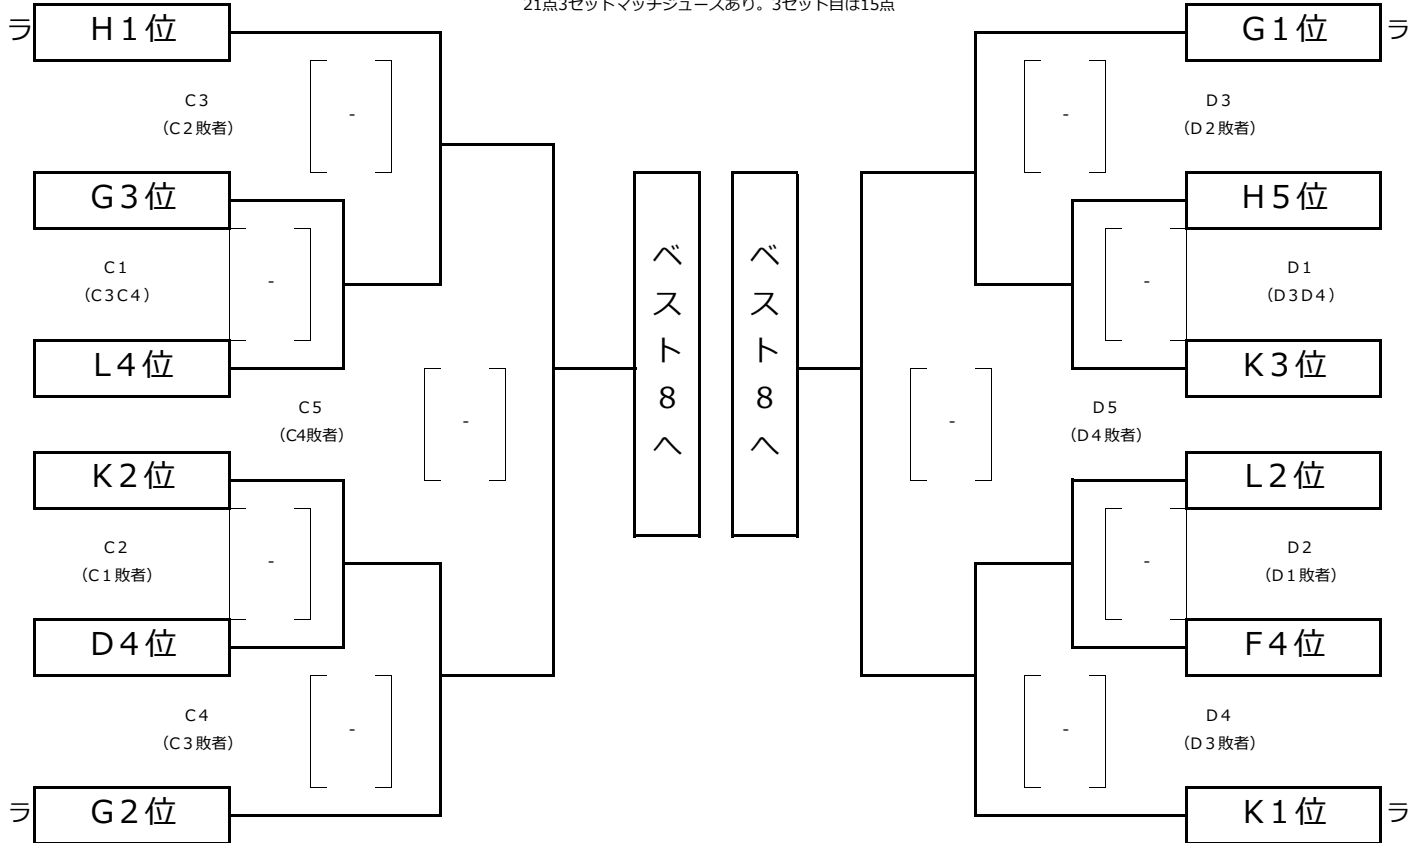 21点3セットマッチジュースあり。3セット目は15点
ラ
H1位
C3
（C2敗者）
-
G3位
C1
（C3C4）
-
L4位
C5
（C4敗者）
-
K2位
C2
（C1敗者）
-
D4位
C4
（C3敗者）
-
ラ
G2位
ベスト8へ
ベスト8へ
G1位
ラ
D3
（D2敗者）
-
H5位
D1
（D3D4）
-
K3位
D5
（D4敗者）
-
L2位
D2
（D1敗者）
-
F4位
D4
（D3敗者）
-
K1位
ラ